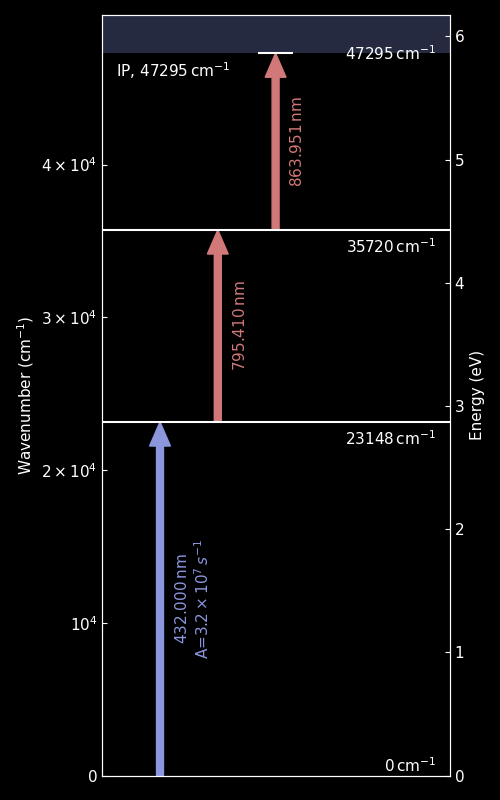 6
47295 cm⁻¹
IP, 47295 cm⁻¹
863.951 nm
4 × 10⁴
5
35720 cm⁻¹
4
795.410 nm
3 × 10⁴
Wavenumber (cm⁻¹)
Energy (eV)
3
23148 cm⁻¹
2 × 10⁴
2
432.000 nm
A=3.2 × 10⁷ s⁻¹
10⁴
1
0 cm⁻¹
0
0